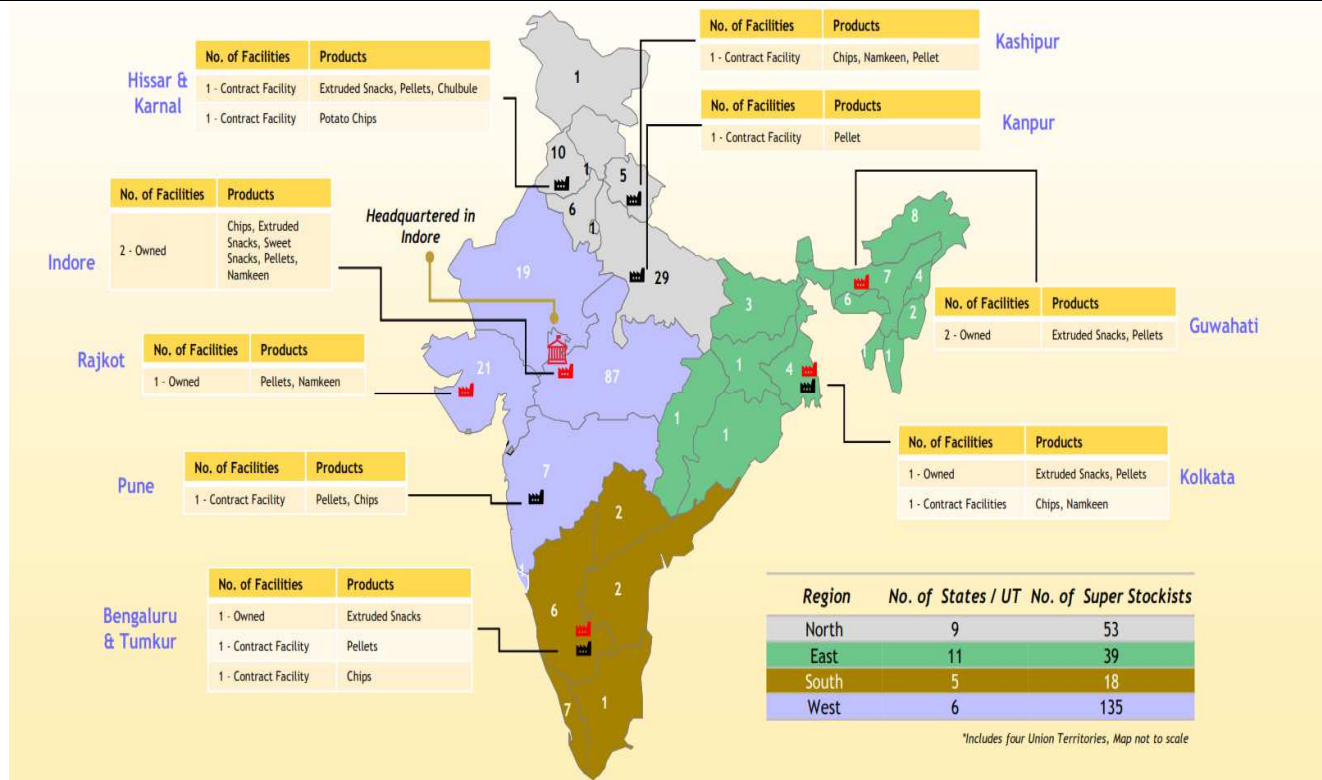 No. of Facilities Products
1 - Contract Facility Chips, Namkeen, Pellet
Kashipur
No. of Facilities Products
1 - Contract Facility Extruded Snacks, Pellets, Chulbule
1 - Contract Facility Potato Chips
Hissar &
Karnal
No. of Facilities Products
1 - Contract Facility Pellet
Kanpur
1
10
1
5
6
1
29
No. of Facilities Products
2 - Owned Chips, Extruded
Snacks, Sweet
Snacks, Pellets,
Namkeen
Indore
Headquartered in
Indore
19
8
7
4
6
2
1
1
3
1
4
1
1
No. of Facilities Products
2 - Owned Extruded Snacks, Pellets
Guwahati
No. of Facilities Products
1 - Owned Pellets, Namkeen
Rajkot
21
87
No. of Facilities Products
1 - Owned Extruded Snacks, Pellets
1 - Contract Facilities Chips, Namkeen
Kolkata
No. of Facilities Products
1 - Contract Facility Pellets, Chips
Pune
7
1
2
2
6
7
1
No. of Facilities Products
1 - Owned Extruded Snacks
1 - Contract Facility Pellets
1 - Contract Facility Chips
Bengaluru
& Tumkur
Region No. of States / UT No. of Super Stockists
North 9 53
East 11 39
South 5 18
West 6 135
*Includes four Union Territories, Map not to scale